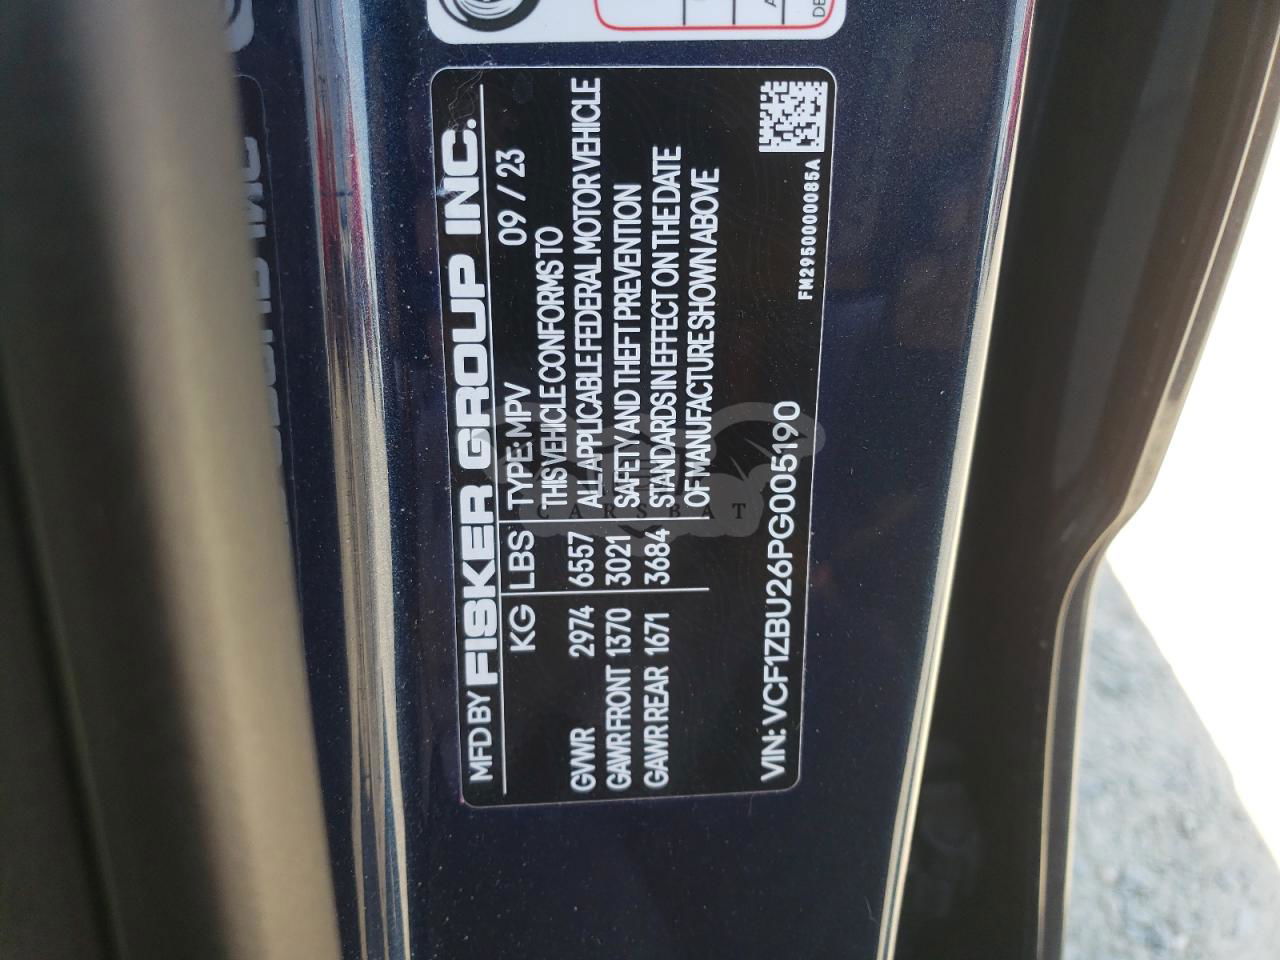 MFD BY FISKER GROUP INC.
KG LBS TYPE: MPV 09 / 23
THIS VEHICLE CONFORMS TO
GVWR 2974 6557 ALL APPLICABLE FEDERAL MOTOR VEHICLE
GAWR FRONT 1370 3021 SAFETY AND THEFT PREVENTION
GAWR REAR 1671 3684 STANDARDS IN EFFECT ON THE DATE
OF MANUFACTURE SHOWN ABOVE
VIN: VCF1ZBU26PG005190
FM2950000085A
CARSBAT